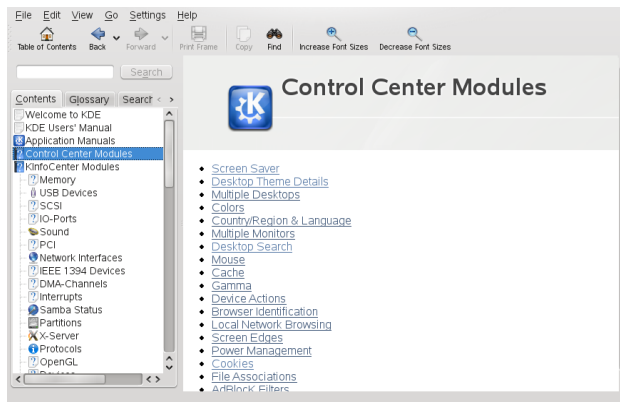 File Edit View Go Settings Help
Table of Contents Back Forward Print Frame Copy Find Increase Font Sizes Decrease Font Sizes
Search
Contents Glossary Search
Welcome to KDE
KDE Users' Manual
Application Manuals
Control Center Modules
KInfoCenter Modules
Memory
USB Devices
SCSI
IO-Ports
Sound
PCI
Network Interfaces
IEEE 1394 Devices
DMA-Channels
Interrupts
Samba Status
Partitions
X-Server
Protocols
OpenGL
Devices
Control Center Modules
Screen Saver
Desktop Theme Details
Multiple Desktops
Colors
Country/Region & Language
Multiple Monitors
Desktop Search
Mouse
Cache
Gamma
Device Actions
Browser Identification
Local Network Browsing
Screen Edges
Power Management
Cookies
File Associations
AdBlocK Filters